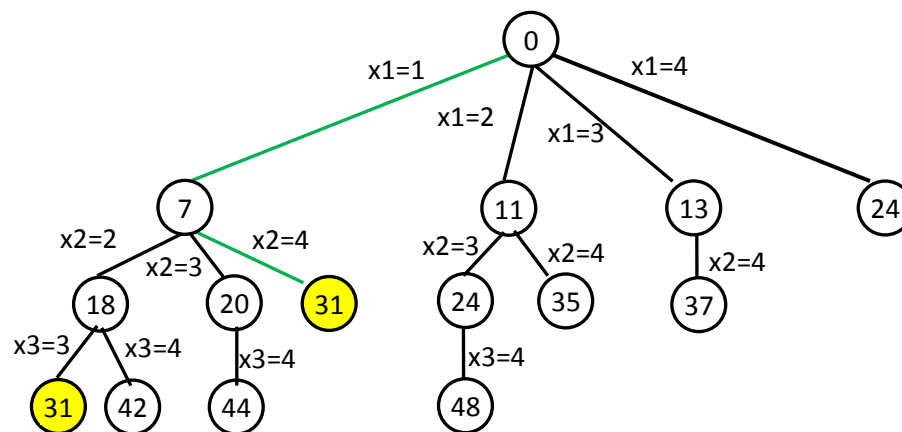 0
x1=1
x1=4
x1=2
x1=3
7
11
13
24
x2=2
x2=3
x2=4
x2=3
x2=4
x2=4
18
20
31
24
35
37
x3=3
x3=4
x3=4
x3=4
31
42
44
48